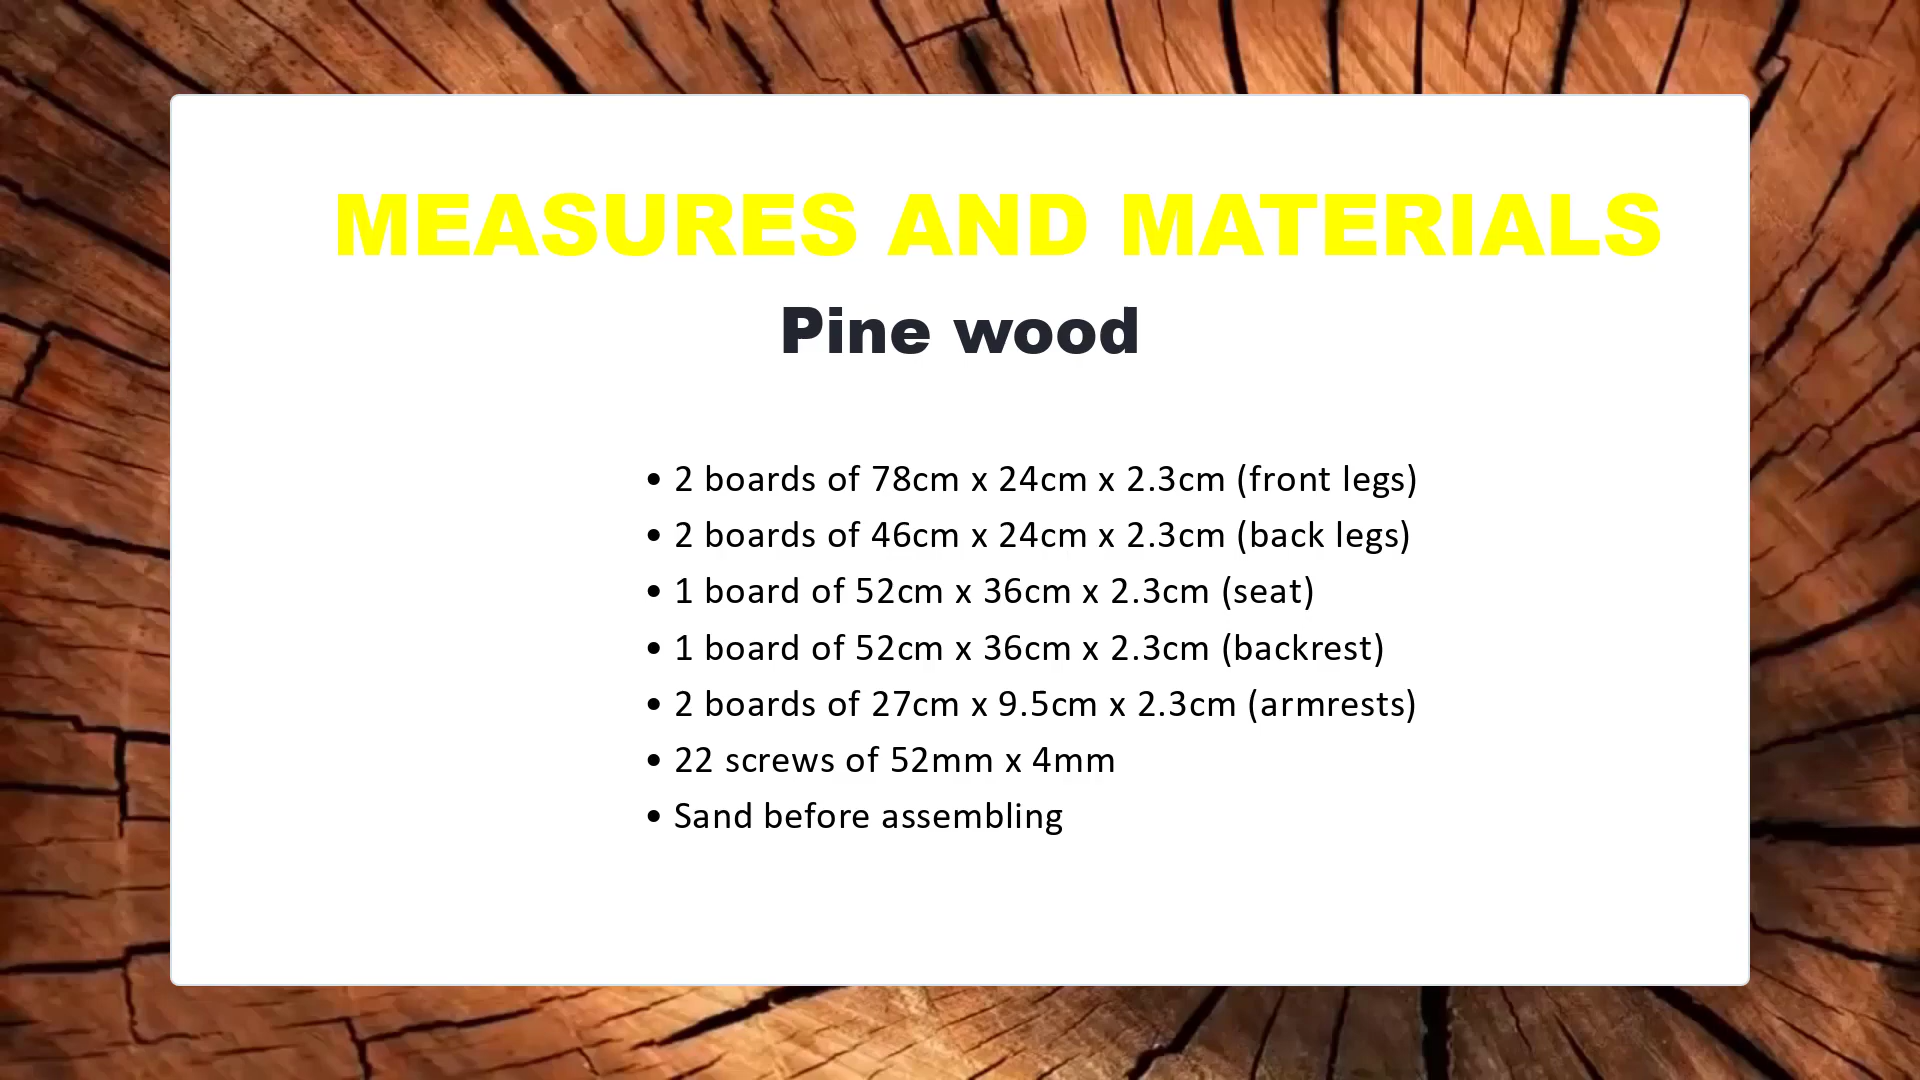 MEASURES AND MATERIALS
Pine wood
• 2 boards of 78cm x 24cm x 2.3cm (front legs)
• 2 boards of 46cm x 24cm x 2.3cm (back legs)
• 1 board of 52cm x 36cm x 2.3cm (seat)
• 1 board of 52cm x 36cm x 2.3cm (backrest)
• 2 boards of 27cm x 9.5cm x 2.3cm (armrests)
• 22 screws of 52mm x 4mm
• Sand before assembling